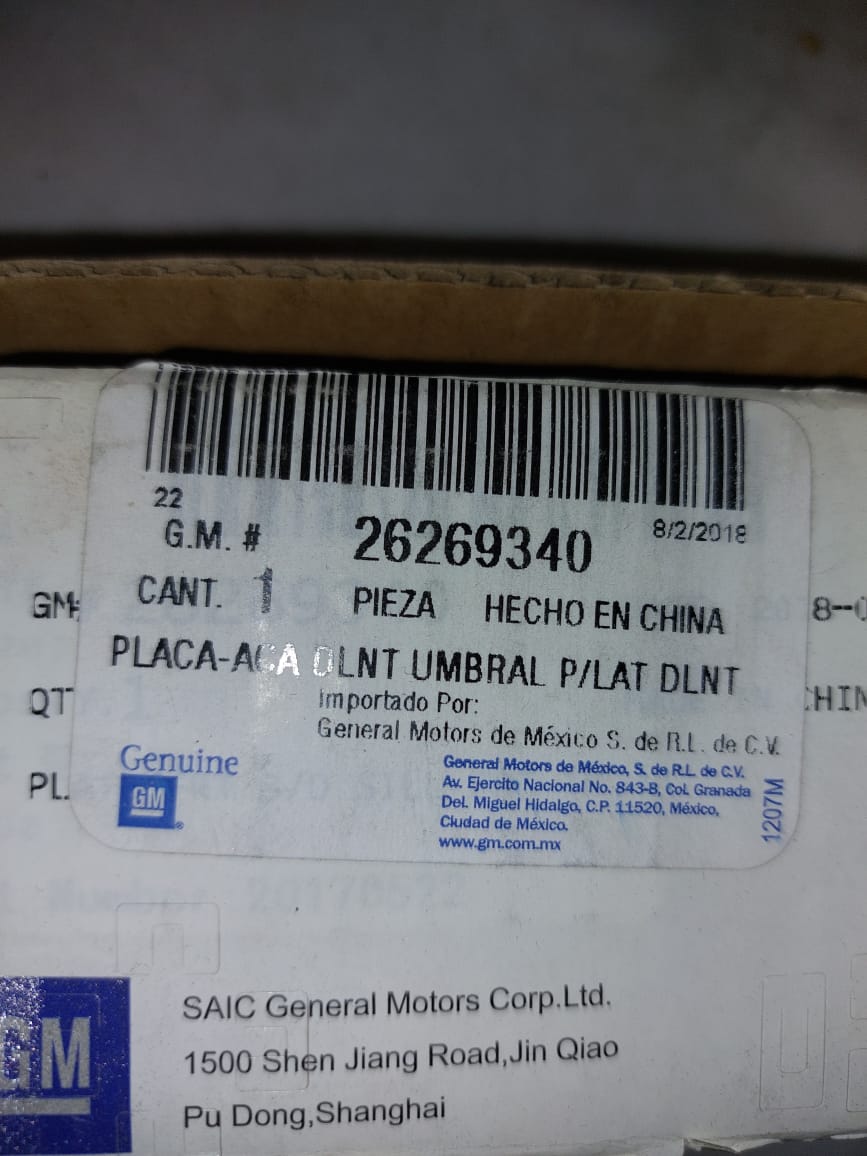 22
8/2/2018
G.M. # 26269340
CANT. 1 PIEZA HECHO EN CHINA
PLACA-ACA DLNT UMBRAL P/LAT DLNT
Importado Por:
General Motors de México S. de R.L. de C.V.
Genuine
GM
General Motors de México, S. de R.L. de C.V.
Av. Ejercito Nacional No. 843-B, Col. Granada
Del. Miguel Hidalgo, C.P. 11520, México,
Ciudad de México.
www.gm.com.mx
1207M
GM
QT
PL.
Number 20170522
GM
SAIC General Motors Corp.Ltd.
1500 Shen Jiang Road,Jin Qiao
Pu Dong,Shanghai